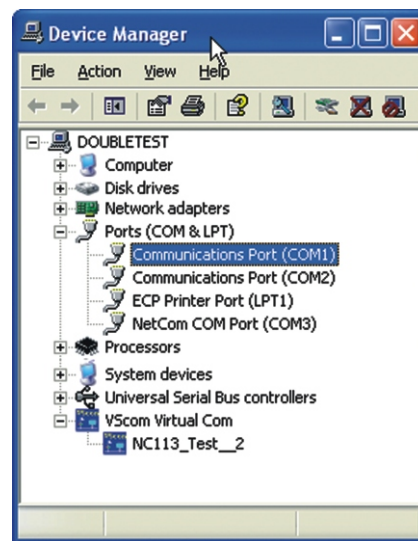 Device Manager
File Action View Help
DOUBLETEST
Computer
Disk drives
Network adapters
Ports (COM & LPT)
Communications Port (COM1)
Communications Port (COM2)
ECP Printer Port (LPT1)
NetCom COM Port (COM3)
Processors
System devices
Universal Serial Bus controllers
VScom Virtual Com
NC113_Test__2